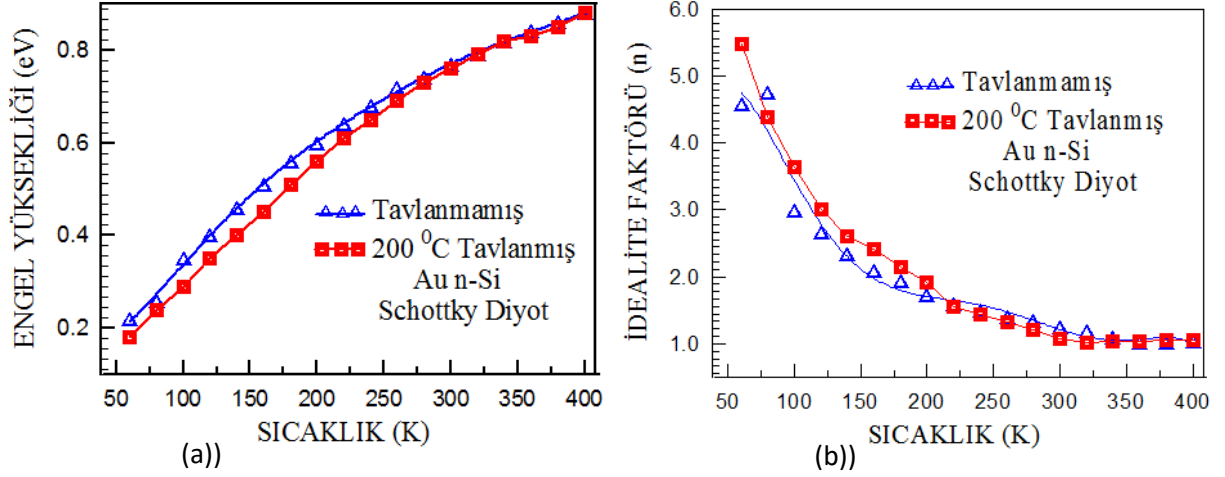 ENGEL YÜKSEKLİĞİ (eV)
0.8
0.6
0.4
0.2
Tavlanmamış
200 ⁰C Tavlanmış
Au n-Si
Schottky Diyot
50 100 150 200 250 300 350 400
SICAKLIK (K)
(a))
İDEALİTE FAKTÖRÜ (n)
6.0
5.0
4.0
3.0
2.0
1.0
Tavlanmamış
200 ⁰C Tavlanmış
Au n-Si
Schottky Diyot
50 100 150 200 250 300 350 400
SICAKLIK (K)
(b))